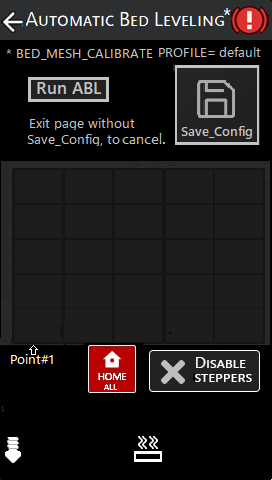 Automatic Bed Leveling*
* BED_MESH_CALIBRATE PROFILE= default
Run ABL
Save_Config
Exit page without
Save_Config, to cancel.
Point#1
HOME
ALL
Disable
steppers